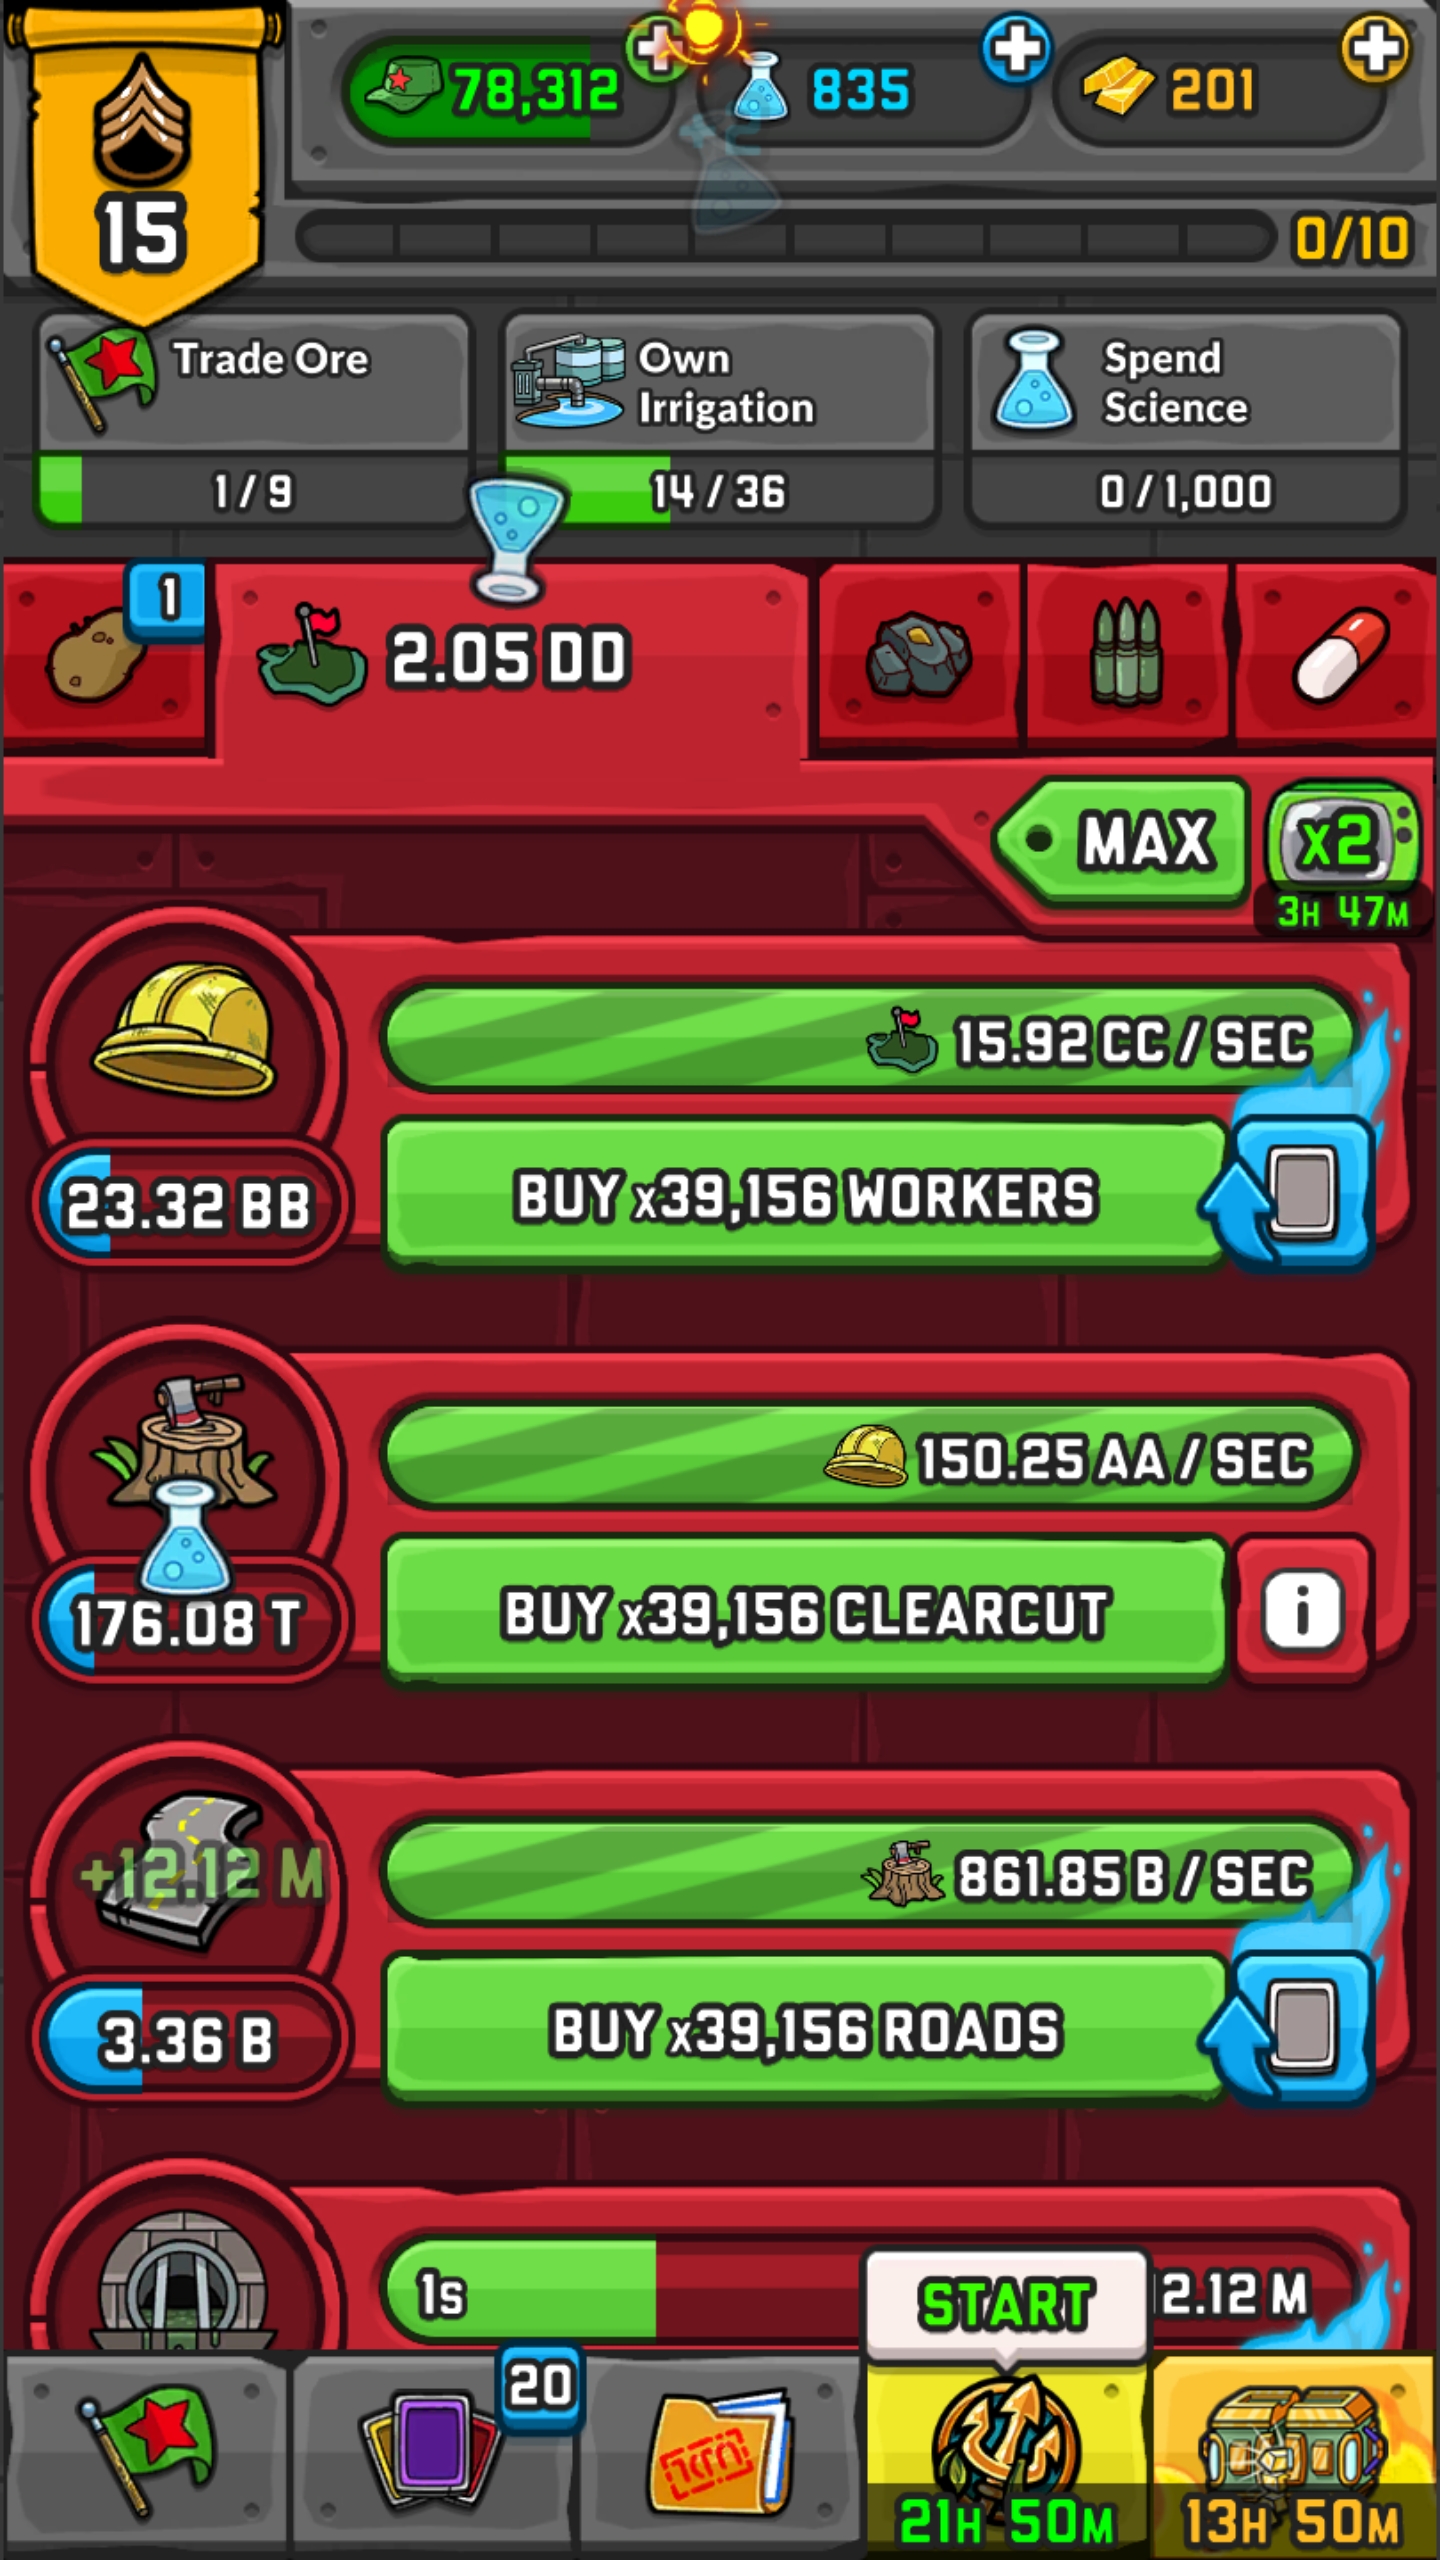 15
78,312
835
201
0/10
Trade Ore
1 / 9
Own
Irrigation
14 / 36
Spend
Science
0 / 1,000
1
2.05 DD
MAX
x2
3H 47M
15.92 CC / SEC
23.32 BB
BUY x39,156 WORKERS
150.25 AA / SEC
176.08 T
BUY x39,156 CLEARCUT
i
+12.12 M
861.85 B / SEC
3.36 B
BUY x39,156 ROADS
1s
2.12 M
START
20
21H 50M
13H 50M